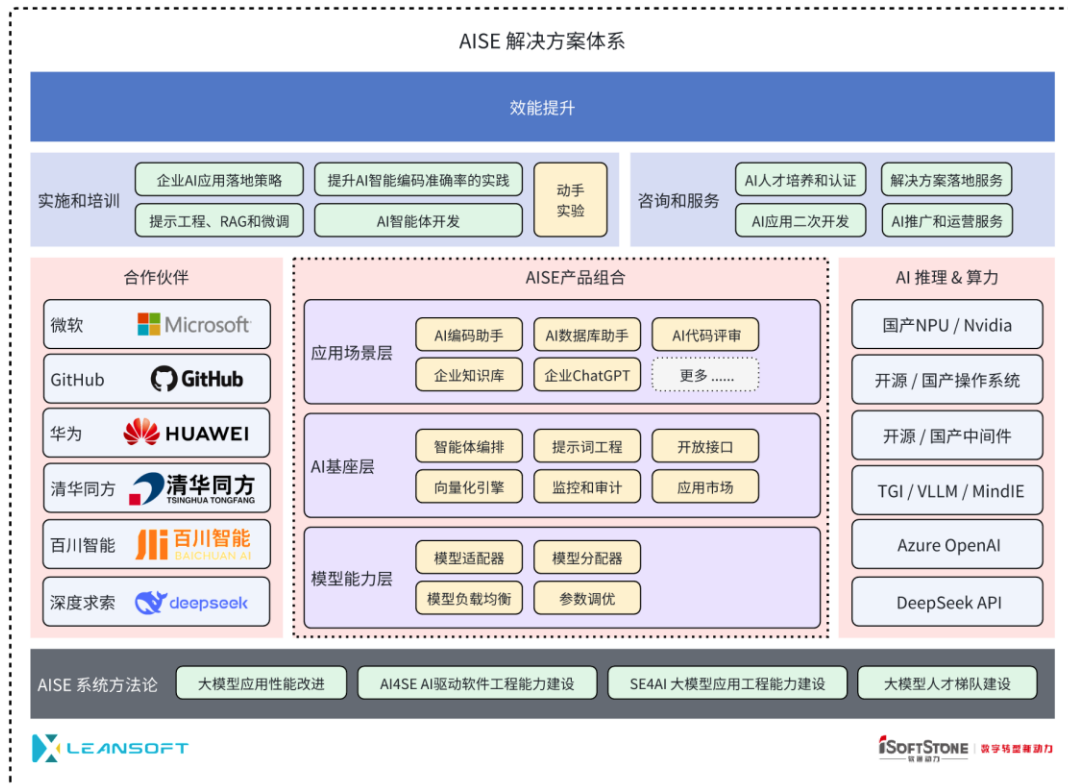 AISE 解决方案体系
效能提升
实施和培训
企业AI应用落地策略
提升AI智能编码准确率的实践
提示工程、RAG和微调
AI智能体开发
动手
实验
咨询和服务
AI人才培养和认证
解决方案落地服务
AI应用二次开发
AI推广和运营服务
合作伙伴
微软
Microsoft
GitHub
GitHub
华为
HUAWEI
清华同方
清华同方
TSINGHUA TONGFANG
百川智能
百川智能
BAICHUAN AI
深度求索
deepseek
AISE产品组合
应用场景层
AI编码助手
AI数据库助手
AI代码评审
企业知识库
企业ChatGPT
更多 ......
AI基座层
智能体编排
提示词工程
开放接口
向量化引擎
监控和审计
应用市场
模型能力层
模型适配器
模型分配器
模型负载均衡
参数调优
AI 推理 & 算力
国产NPU / Nvidia
开源 / 国产操作系统
开源 / 国产中间件
TGI / VLLM / MindIE
Azure OpenAI
DeepSeek API
AISE 系统方法论
大模型应用性能改进
AI4SE AI驱动软件工程能力建设
SE4AI 大模型应用工程能力建设
大模型人才梯队建设
LEANSOFT
iSOFTSTONE
软通动力
数字转型新动力